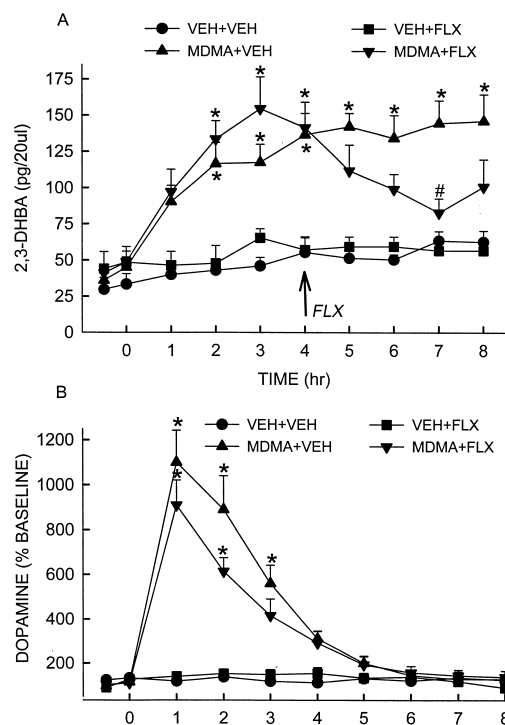 A
VEH+VEH VEH+FLX
MDMA+VEH MDMA+FLX
2,3-DHBA (pg/20ul)
175
150
125
100
75
50
25
0
* * * * * * * * * *
#
FLX
0 1 2 3 4 5 6 7 8
TIME (hr)
B
VEH+VEH VEH+FLX
MDMA+VEH MDMA+FLX
DOPAMINE (% BASELINE)
1200
1000
800
600
400
200
* * * * *
0 1 2 3 4 5 6 7 8